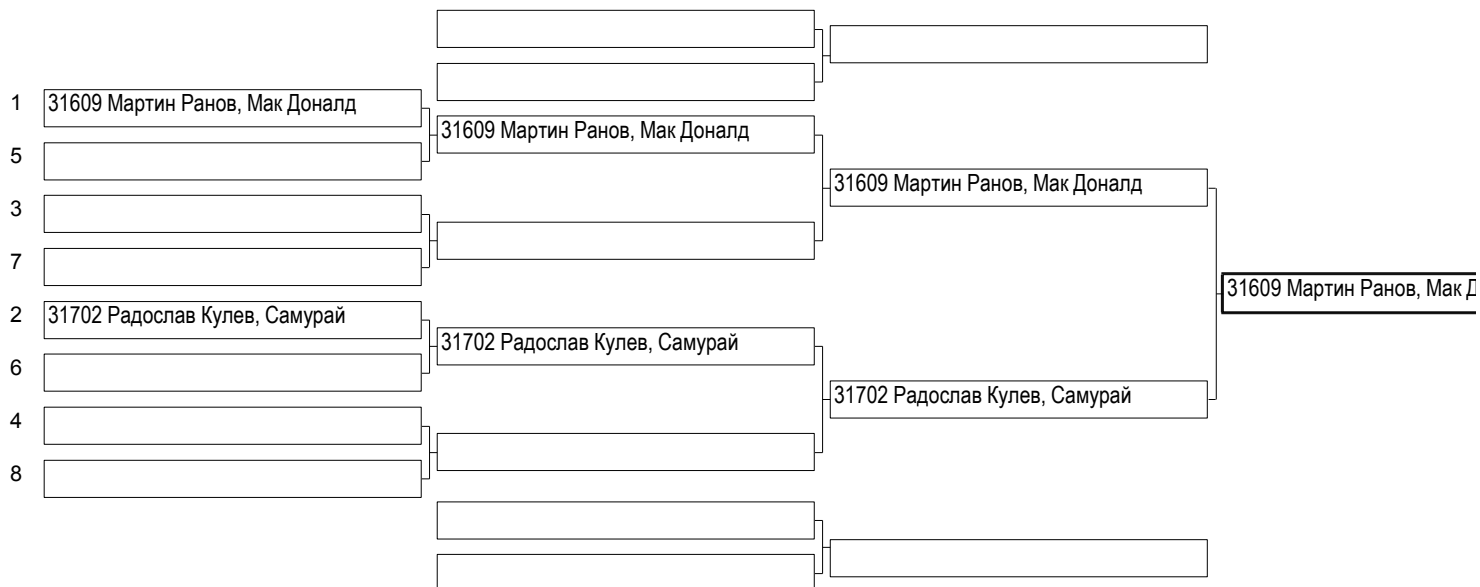 1 31609 Мартин Ранов, Мак Доналд
31609 Мартин Ранов, Мак Доналд
5
31609 Мартин Ранов, Мак Доналд
3
7
31609 Мартин Ранов, Мак
2 31702 Радослав Кулев, Самурай
31702 Радослав Кулев, Самурай
6
31702 Радослав Кулев, Самурай
4
8